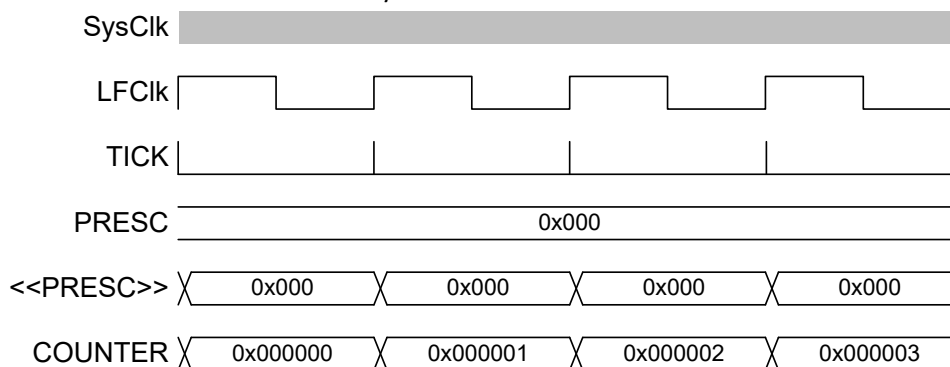 SysClk
LFClk
TICK
PRESC 0x000
<<PRESC>> 0x000 0x000 0x000 0x000
COUNTER 0x000000 0x000001 0x000002 0x000003